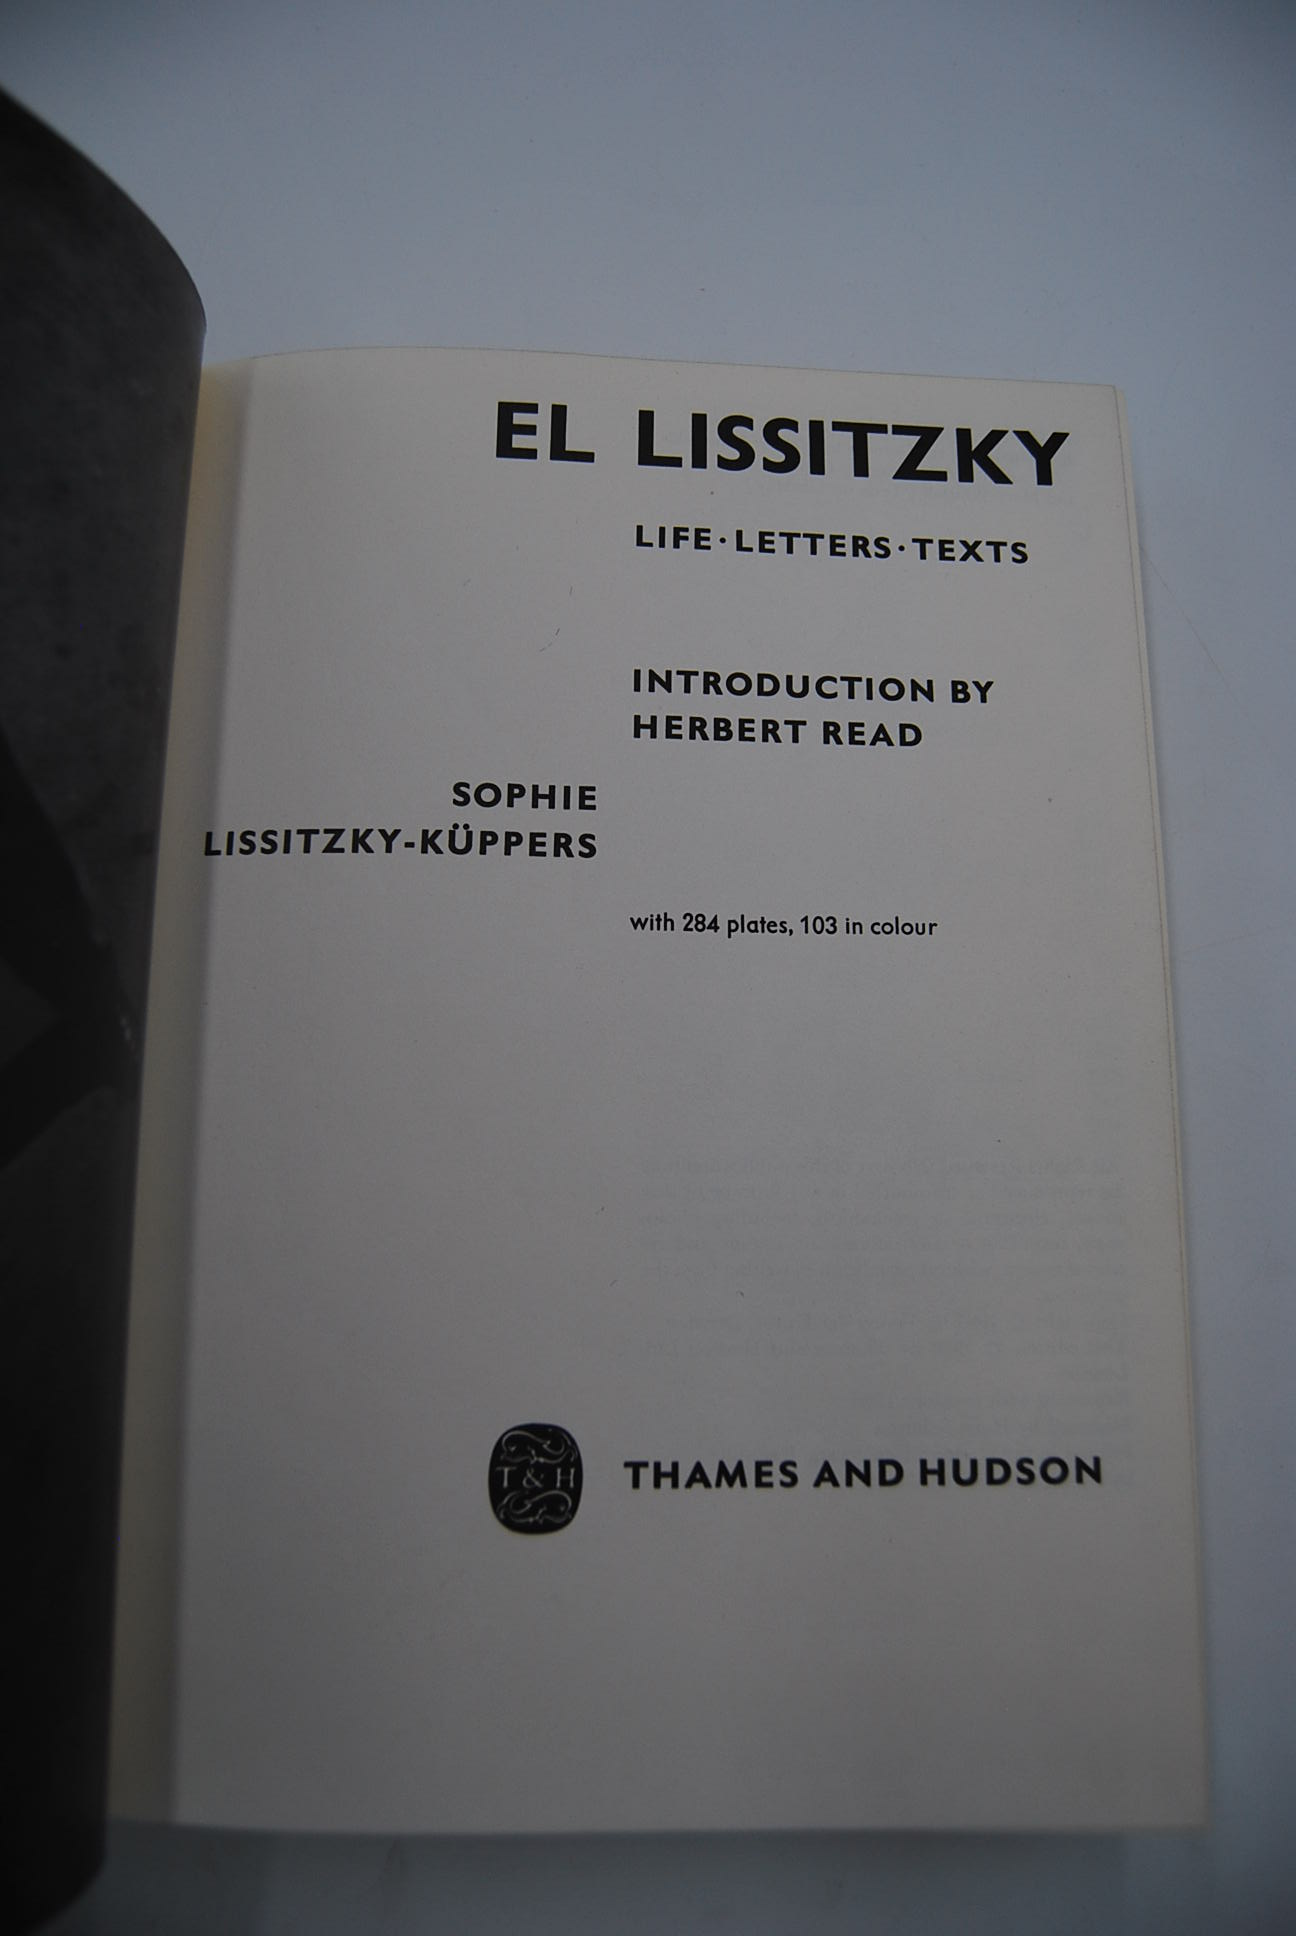 EL LISSITZKY
LIFE · LETTERS · TEXTS
INTRODUCTION BY
HERBERT READ
SOPHIE
LISSITZKY-KÜPPERS
with 284 plates, 103 in colour
T & H
THAMES AND HUDSON